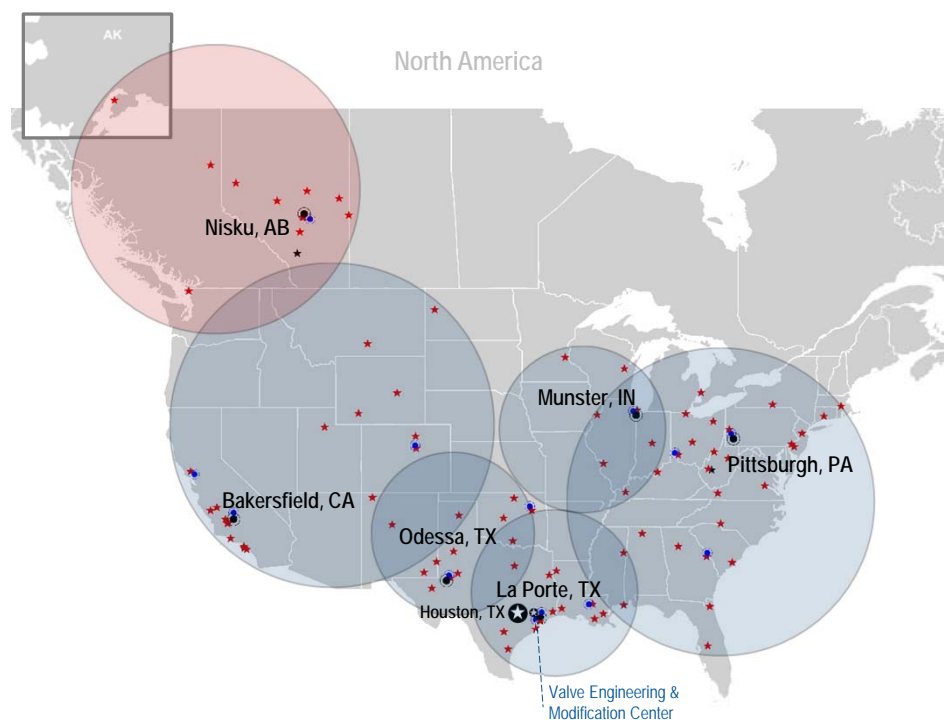 AK
North America
Nisku, AB
Munster, IN
Pittsburgh, PA
Bakersfield, CA
Odessa, TX
La Porte, TX
Houston, TX
Valve Engineering &
Modification Center